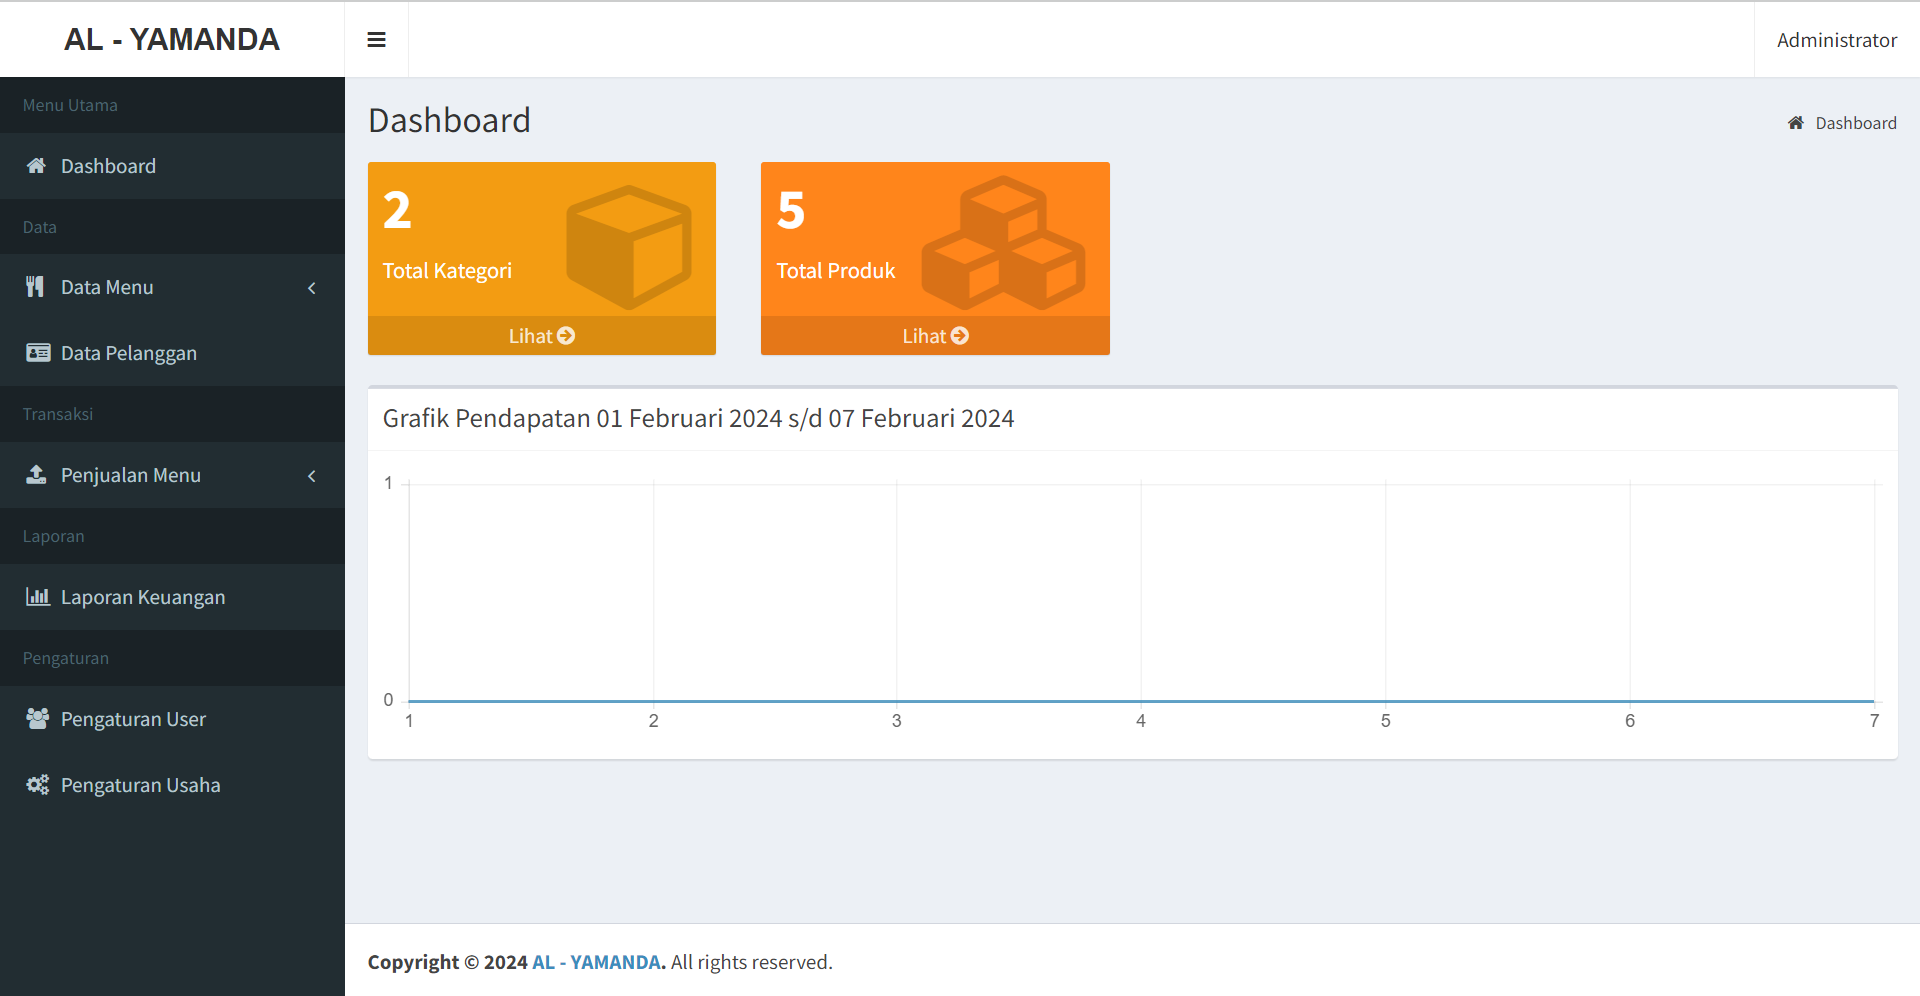 AL - YAMANDA
Administrator
Menu Utama
Dashboard
Data
Data Menu
Data Pelanggan
Transaksi
Penjualan Menu
Laporan
Laporan Keuangan
Pengaturan
Pengaturan User
Pengaturan Usaha
Dashboard
Dashboard
2
Total Kategori
Lihat
5
Total Produk
Lihat
Grafik Pendapatan 01 Februari 2024 s/d 07 Februari 2024
1
0
1 2 3 4 5 6 7
Copyright © 2024 AL - YAMANDA. All rights reserved.